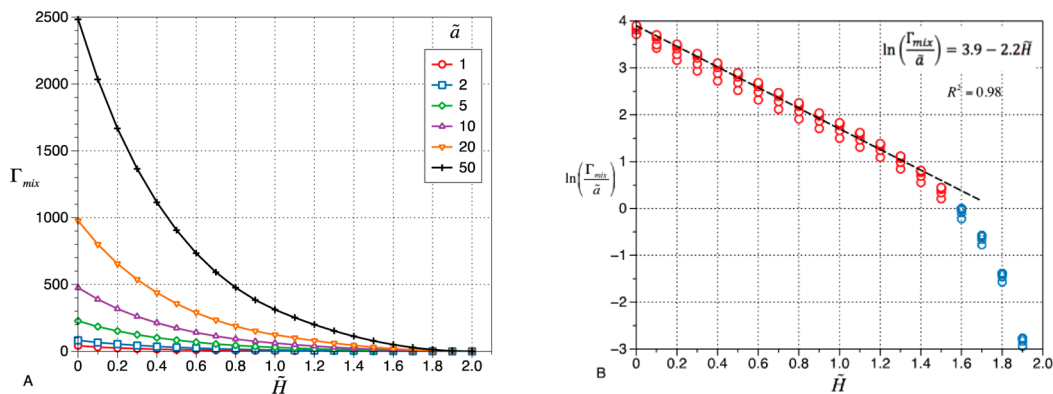 2500
2000
1500
1000
500
0
Γmix
ã
1
2
5
10
20
50
0 0.2 0.4 0.6 0.8 1.0 1.2 1.4 1.6 1.8 2.0
A
H̃
4
3
2
1
0
−1
−2
−3
ln(Γmix/ã) = 3.9 − 2.2H̃
R² = 0.98
ln(Γmix/ã)
0 0.2 0.4 0.6 0.8 1.0 1.2 1.4 1.6 1.8 2.0
B
H̃